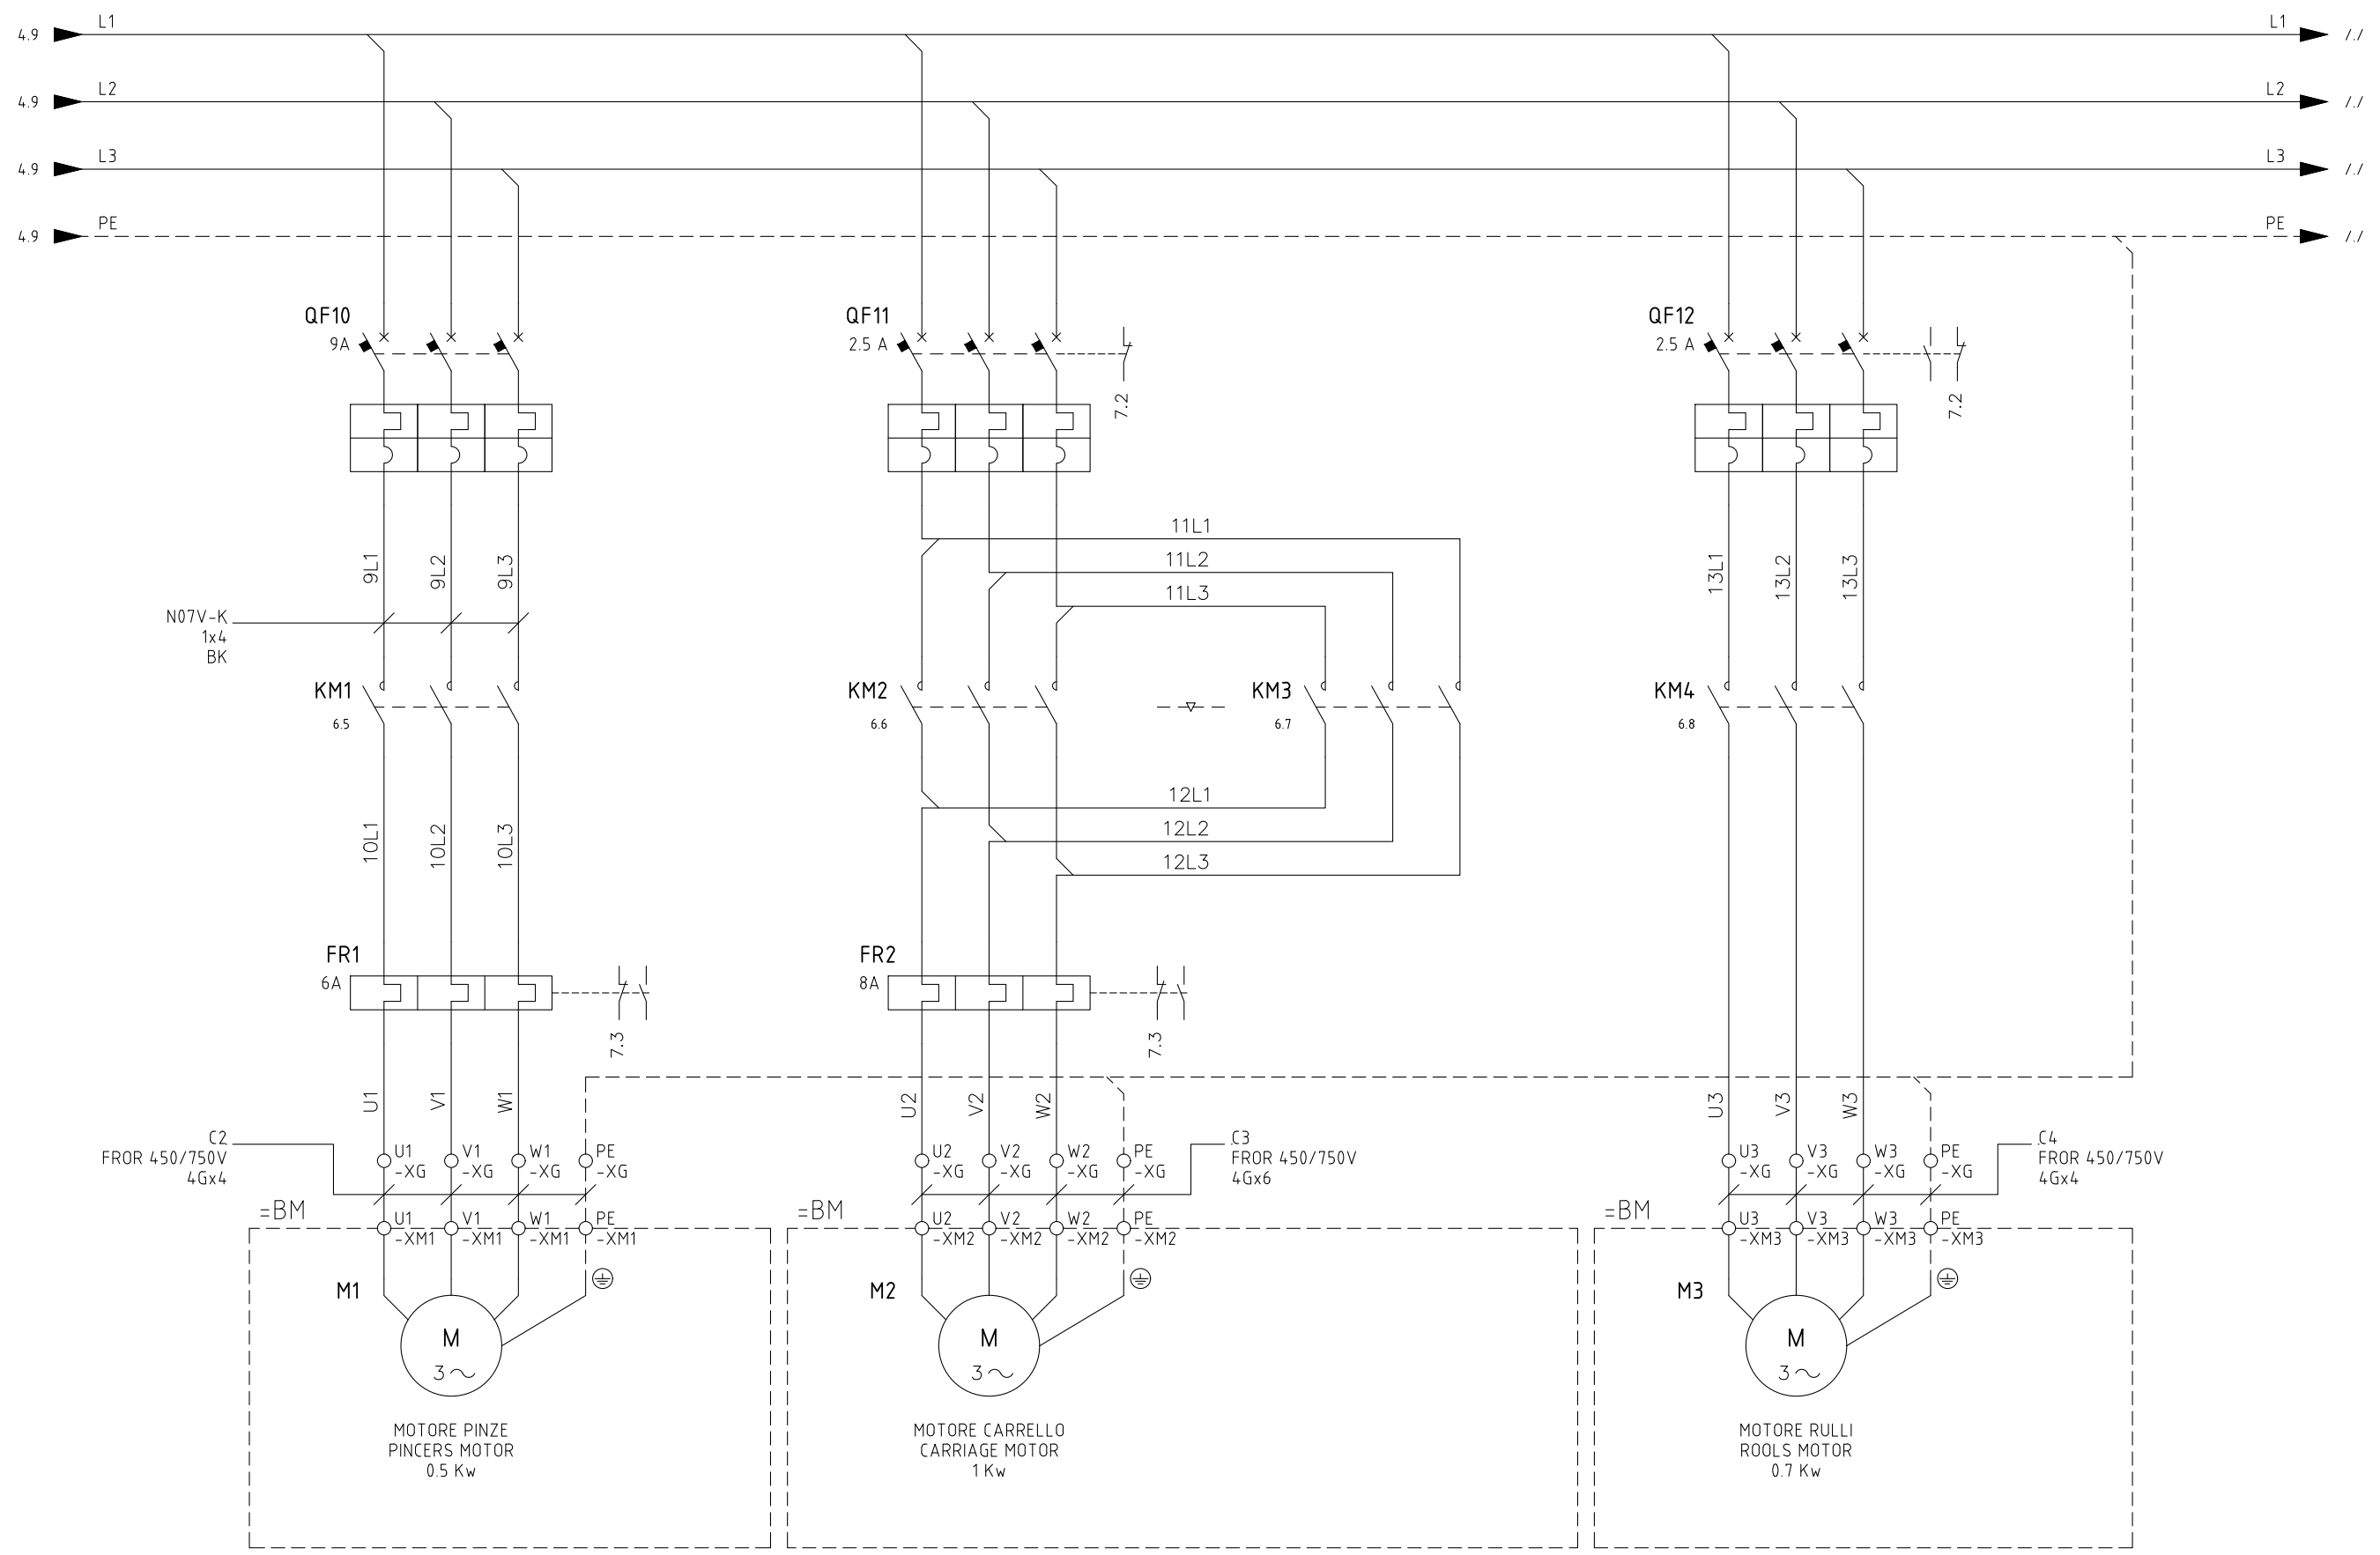 L1 L1
4.9 /./
L2 L2
4.9 /./
L3 L3
4.9 /./
PE PE
4.9 /./
QF10 QF11 QF12
9A 2.5 A 2.5 A
7.2 7.2
11L1
11L2
11L3
9L1 9L2 9L3 13L1 13L2 13L3
N07V-K
1x4
BK
KM1 KM2 KM3 KM4
6.5 6.6 6.7 6.8
12L1
12L2
12L3
10L1 10L2 10L3
FR1 FR2
6A 8A
7.3 7.3
U1 V1 W1 U2 V2 W2 U3 V3 W3
C2
FROR 450/750V
4Gx4
U1 V1 W1 PE
-XG -XG -XG -XG
C3
FROR 450/750V
4Gx6
U2 V2 W2 PE
-XG -XG -XG -XG
C4
FROR 450/750V
4Gx4
U3 V3 W3 PE
-XG -XG -XG -XG
=BM =BM =BM
U1 V1 W1 PE U2 V2 W2 PE U3 V3 W3 PE
-XM1 -XM1 -XM1 -XM1 -XM2 -XM2 -XM2 -XM2 -XM3 -XM3 -XM3 -XM3
M1 M2 M3
M M M
3~ 3~ 3~
MOTORE PINZE
PINCERS MOTOR
0.5 Kw
MOTORE CARRELLO
CARRIAGE MOTOR
1 Kw
MOTORE RULLI
ROOLS MOTOR
0.7 Kw